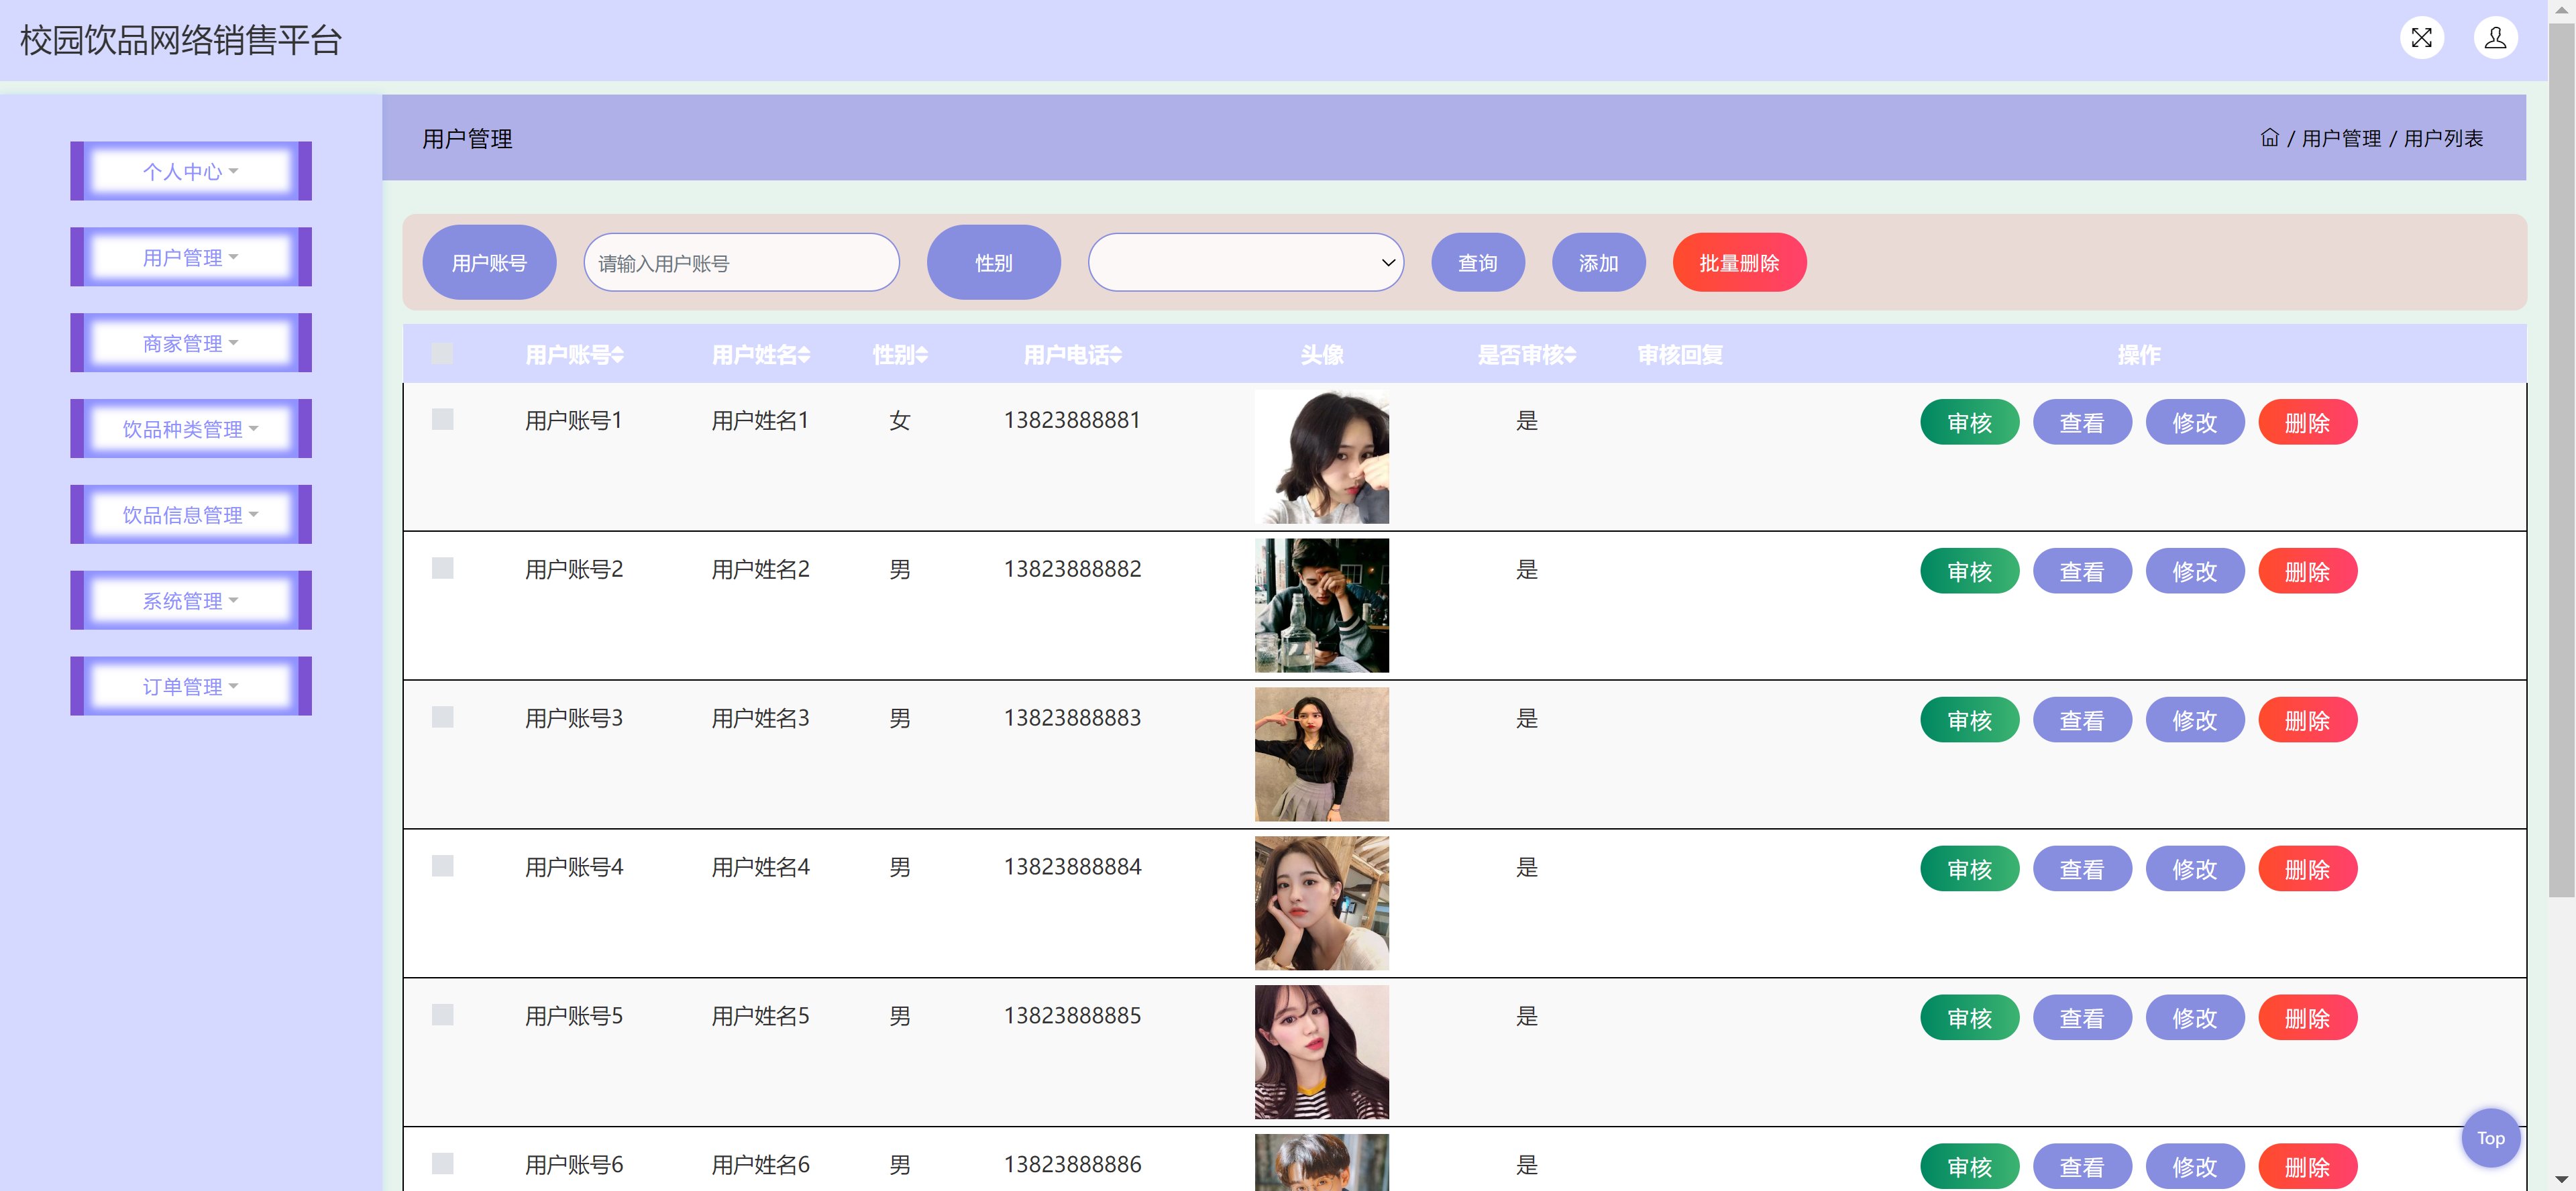 校园饮品网络销售平台
用户管理
/ 用户管理 / 用户列表
个人中心
用户管理
商家管理
饮品种类管理
饮品信息管理
系统管理
订单管理
用户账号 请输入用户账号 性别 查询 添加 批量删除
用户账号 用户姓名 性别 用户电话 头像 是否审核 审核回复 操作
用户账号1 用户姓名1 女 13823888881 是 审核 查看 修改 删除
用户账号2 用户姓名2 男 13823888882 是 审核 查看 修改 删除
用户账号3 用户姓名3 男 13823888883 是 审核 查看 修改 删除
用户账号4 用户姓名4 男 13823888884 是 审核 查看 修改 删除
用户账号5 用户姓名5 男 13823888885 是 审核 查看 修改 删除
用户账号6 用户姓名6 男 13823888886 是 审核 查看 修改 删除
Top